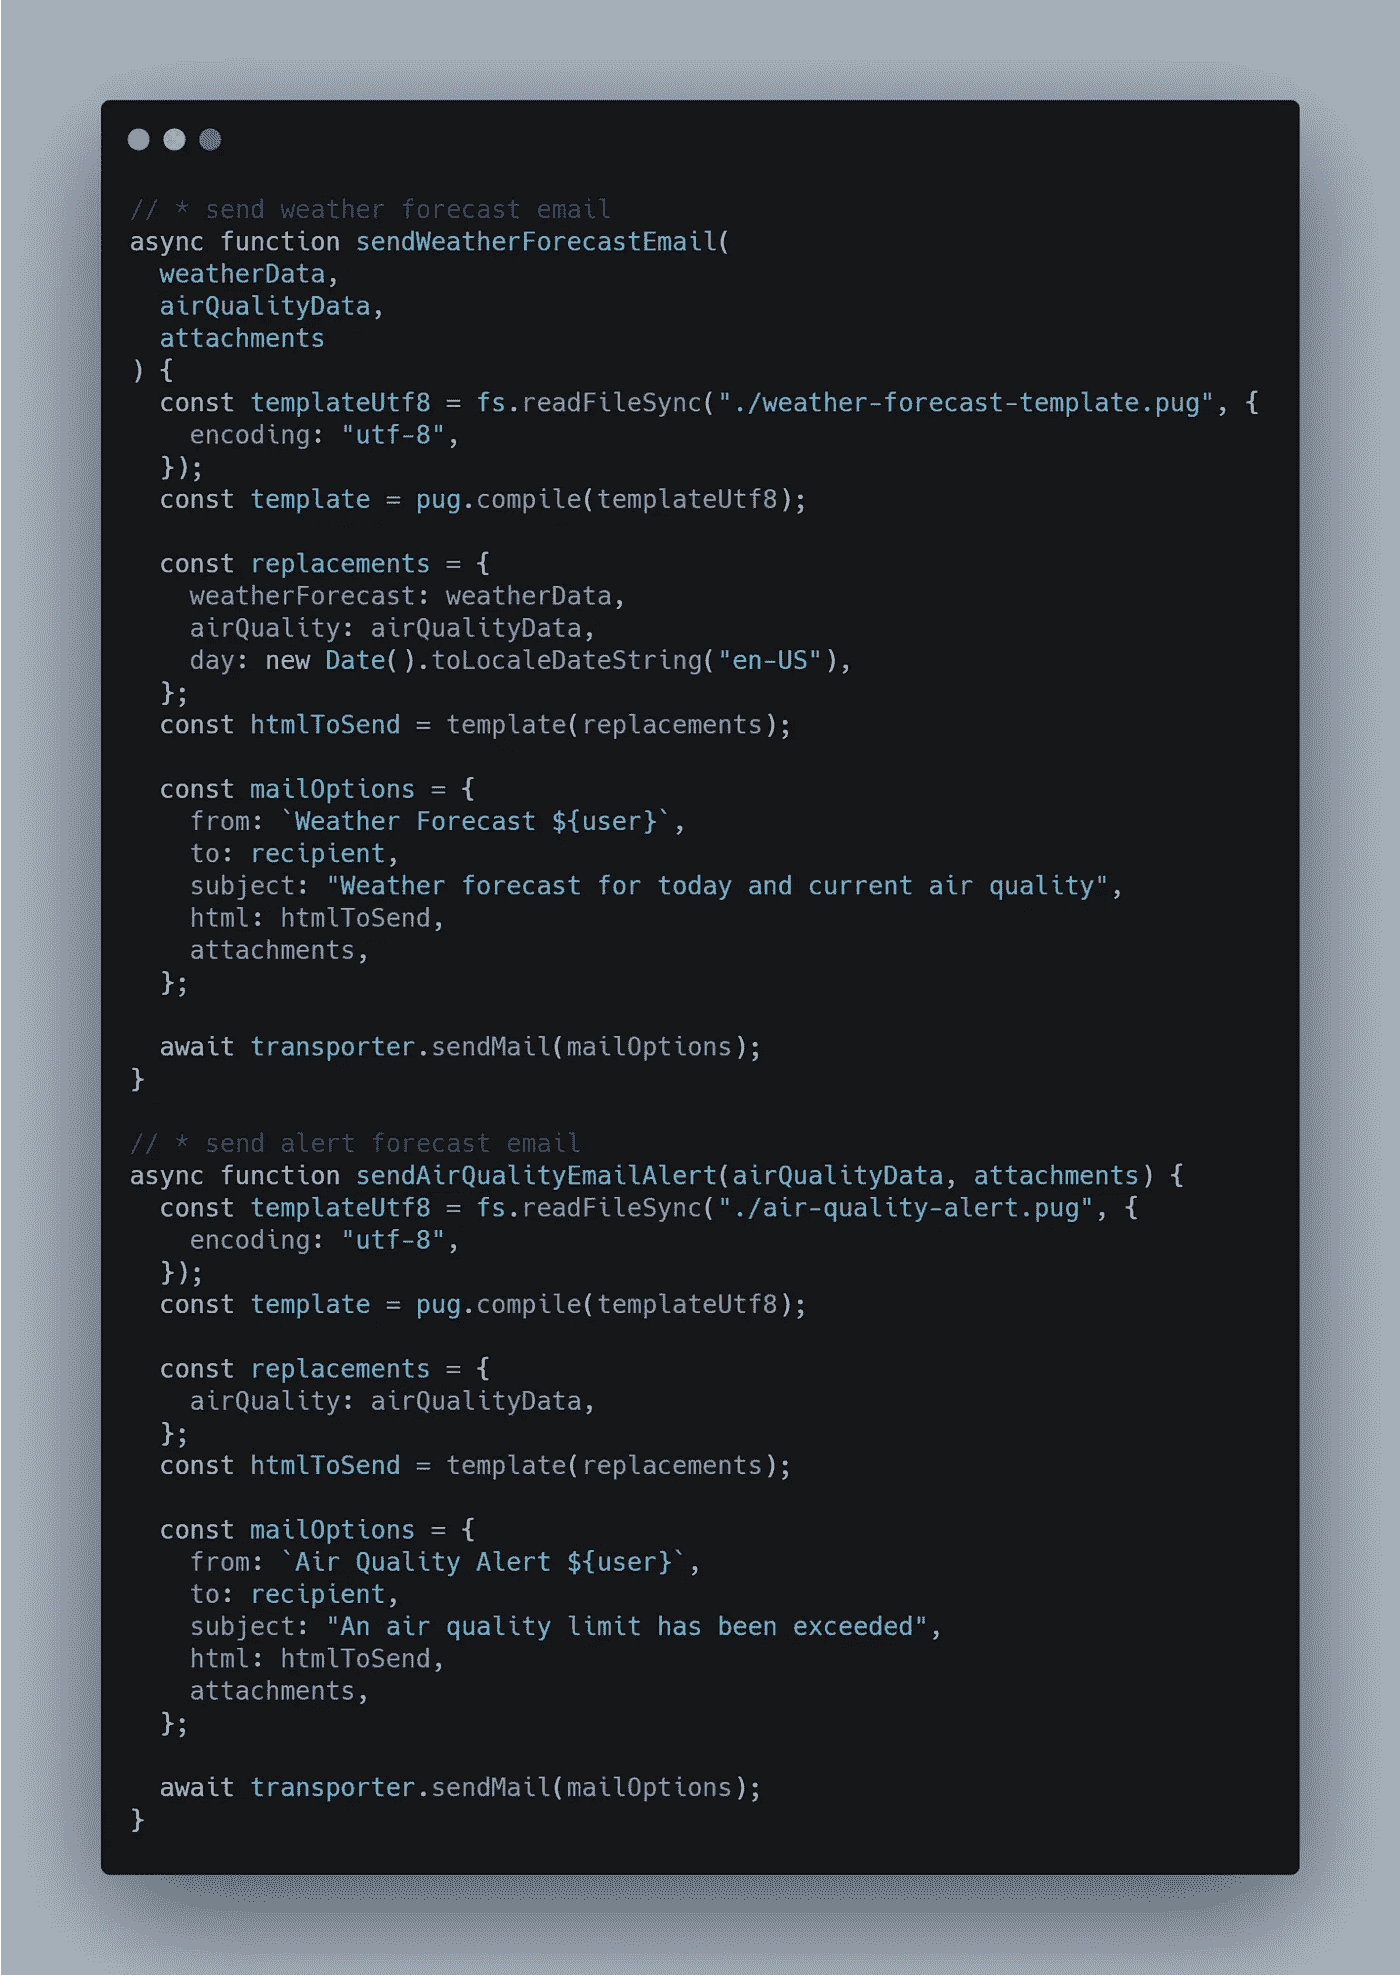 // * send weather forecast email
async function sendWeatherForecastEmail(
  weatherData,
  airQualityData,
  attachments
) {
  const templateUtf8 = fs.readFileSync("./weather-forecast-template.pug", {
    encoding: "utf-8",
  });
  const template = pug.compile(templateUtf8);

  const replacements = {
    weatherForecast: weatherData,
    airQuality: airQualityData,
    day: new Date().toLocaleDateString("en-US"),
  };
  const htmlToSend = template(replacements);

  const mailOptions = {
    from: `Weather Forecast ${user}`,
    to: recipient,
    subject: "Weather forecast for today and current air quality",
    html: htmlToSend,
    attachments,
  };

  await transporter.sendMail(mailOptions);
}

// * send alert forecast email
async function sendAirQualityEmailAlert(airQualityData, attachments) {
  const templateUtf8 = fs.readFileSync("./air-quality-alert.pug", {
    encoding: "utf-8",
  });
  const template = pug.compile(templateUtf8);

  const replacements = {
    airQuality: airQualityData,
  };
  const htmlToSend = template(replacements);

  const mailOptions = {
    from: `Air Quality Alert ${user}`,
    to: recipient,
    subject: "An air quality limit has been exceeded",
    html: htmlToSend,
    attachments,
  };

  await transporter.sendMail(mailOptions);
}